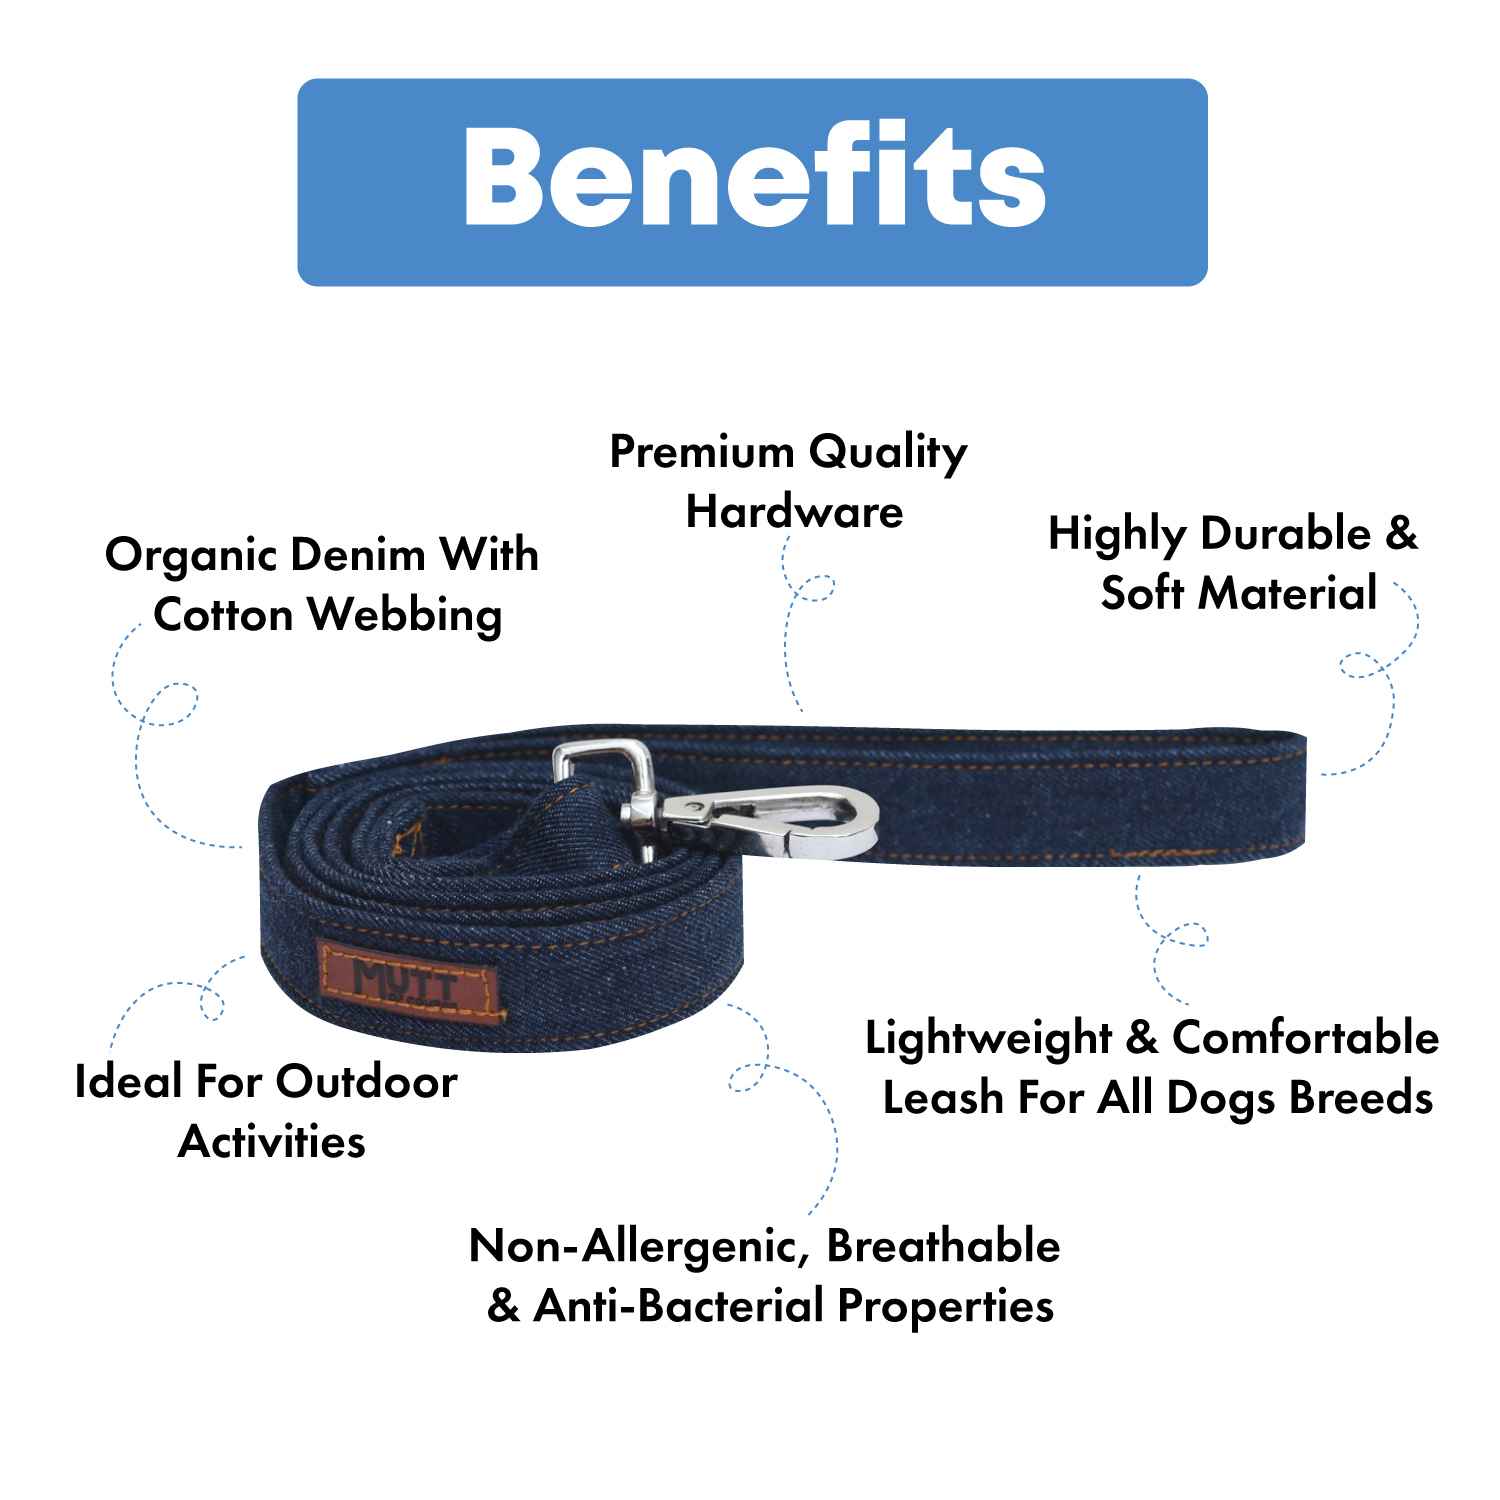 Benefits
Premium Quality
Hardware
Organic Denim With
Cotton Webbing
Highly Durable &
Soft Material
MUTT
Ideal For Outdoor
Activities
Lightweight & Comfortable
Leash For All Dogs Breeds
Non-Allergenic, Breathable
& Anti-Bacterial Properties